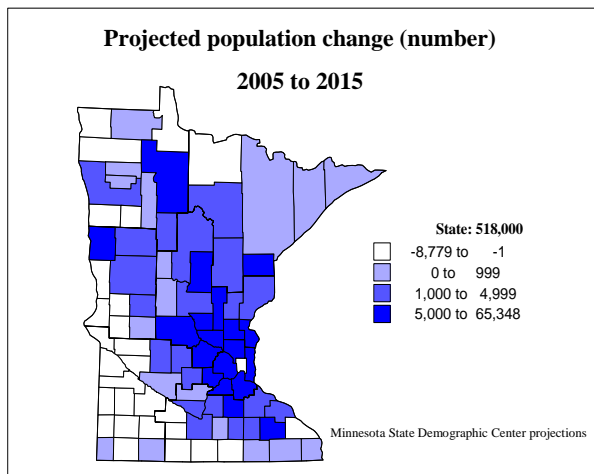 Projected population change (number)
2005 to 2015
State: 518,000
-8,779 to -1
0 to 999
1,000 to 4,999
5,000 to 65,348
Minnesota State Demographic Center projections